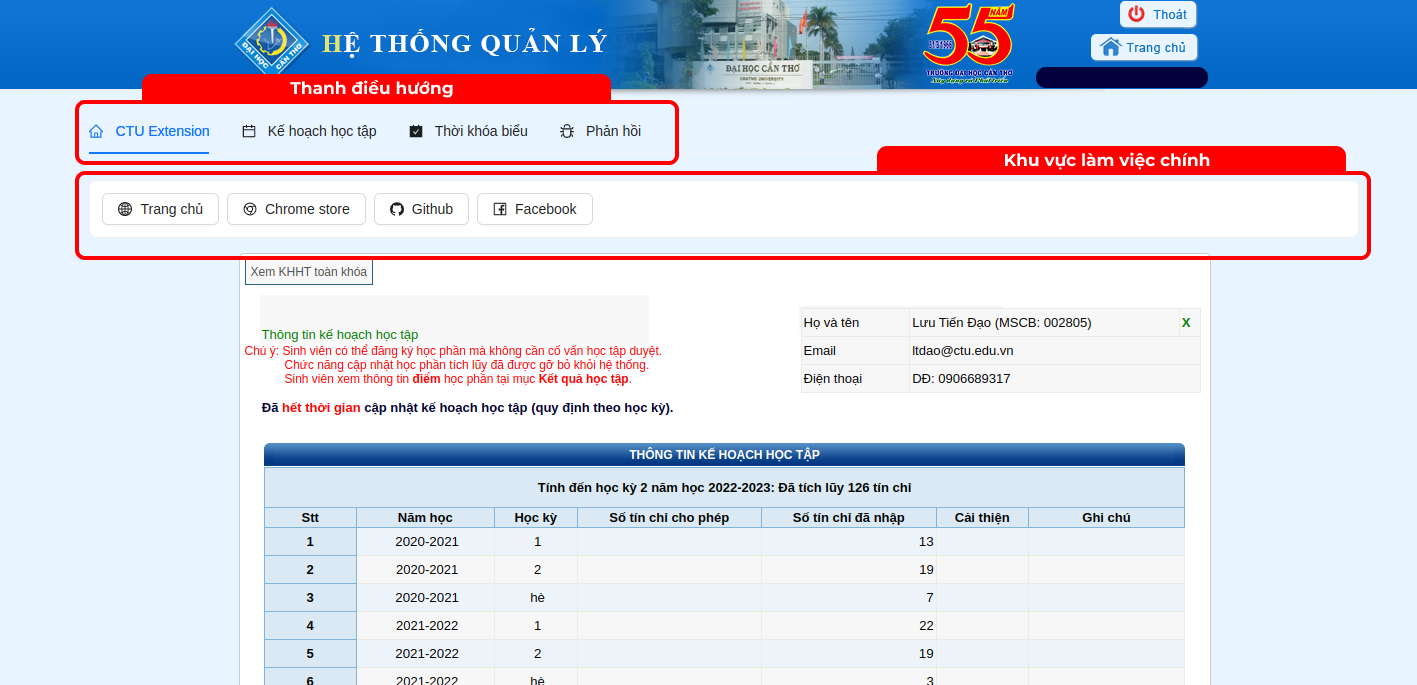 HỆ THỐNG QUẢN LÝ
ĐẠI HỌC CẦN THƠ
ĐẠI HỌC CẦN THƠ
CANTHO UNIVERSITY
55 NĂM
TRƯỜNG ĐẠI HỌC CẦN THƠ
Thoát
Trang chủ
Thanh điều hướng
CTU Extension Kế hoạch học tập Thời khóa biểu Phản hồi
Khu vực làm việc chính
Trang chủ Chrome store Github Facebook
Xem KHHT toàn khóa
Thông tin kế hoạch học tập
Chú ý: Sinh viên có thể đăng ký học phần mà không cần cố vấn học tập duyệt.
Chức năng cập nhật học phần tích lũy đã được gỡ bỏ khỏi hệ thống.
Sinh viên xem thông tin điểm học phần tại mục Kết quả học tập.
Đã hết thời gian cập nhật kế hoạch học tập (quy định theo học kỳ).
Họ và tên Lưu Tiến Đạo (MSCB: 002805) X
Email ltdao@ctu.edu.vn
Điện thoại DĐ: 0906689317
THÔNG TIN KẾ HOẠCH HỌC TẬP
Tính đến học kỳ 2 năm học 2022-2023: Đã tích lũy 126 tín chỉ
Stt Năm học Học kỳ Số tín chỉ cho phép Số tín chỉ đã nhập Cải thiện Ghi chú
1 2020-2021 1 13
2 2020-2021 2 19
3 2020-2021 hè 7
4 2021-2022 1 22
5 2021-2022 2 19
6 2021-2022 hè 3